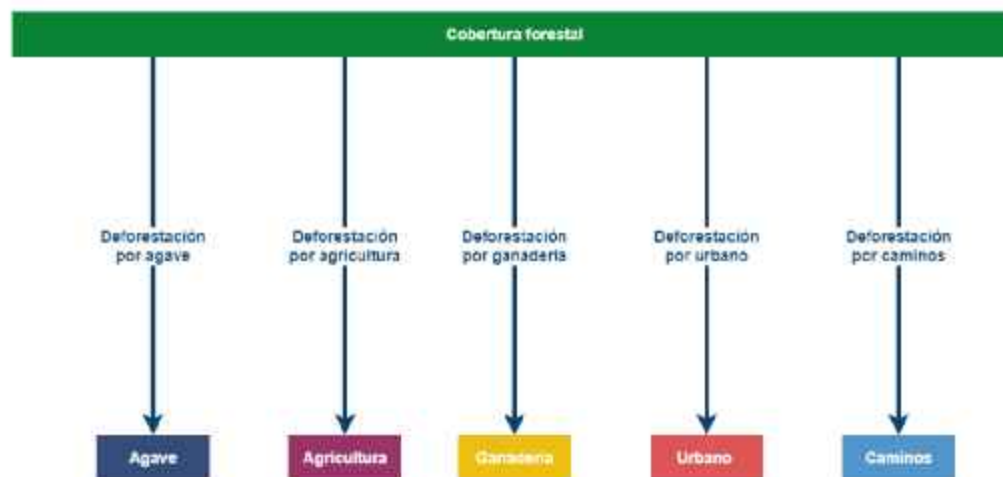 Cobertura forestal
Deforestación
por agave
Deforestación
por agricultura
Deforestación
por ganadería
Deforestación
por urbano
Deforestación
por caminos
Agave
Agricultura
Ganadería
Urbano
Caminos